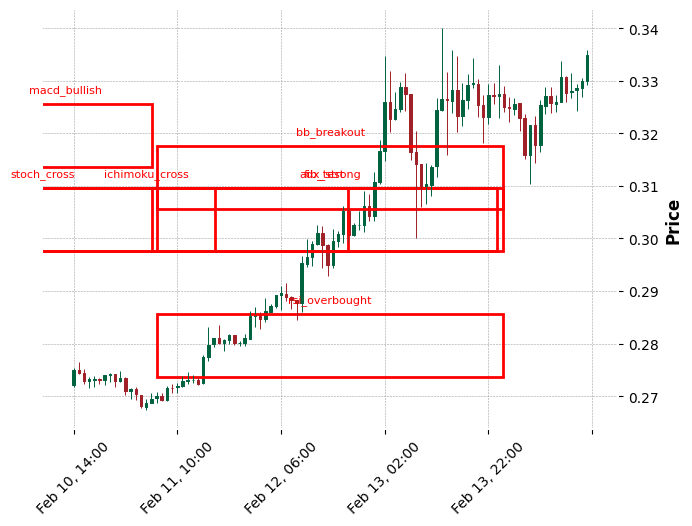 0.34
macd_bullish
0.33
bb_breakout
0.32
stoch_cross
ichimoku_cross
0.31
0.30
Price
0.29
0.28
0.27
Feb 10, 14:00
Feb 11, 10:00
Feb 12, 06:00
Feb 13, 02:00
Feb 13, 22:00